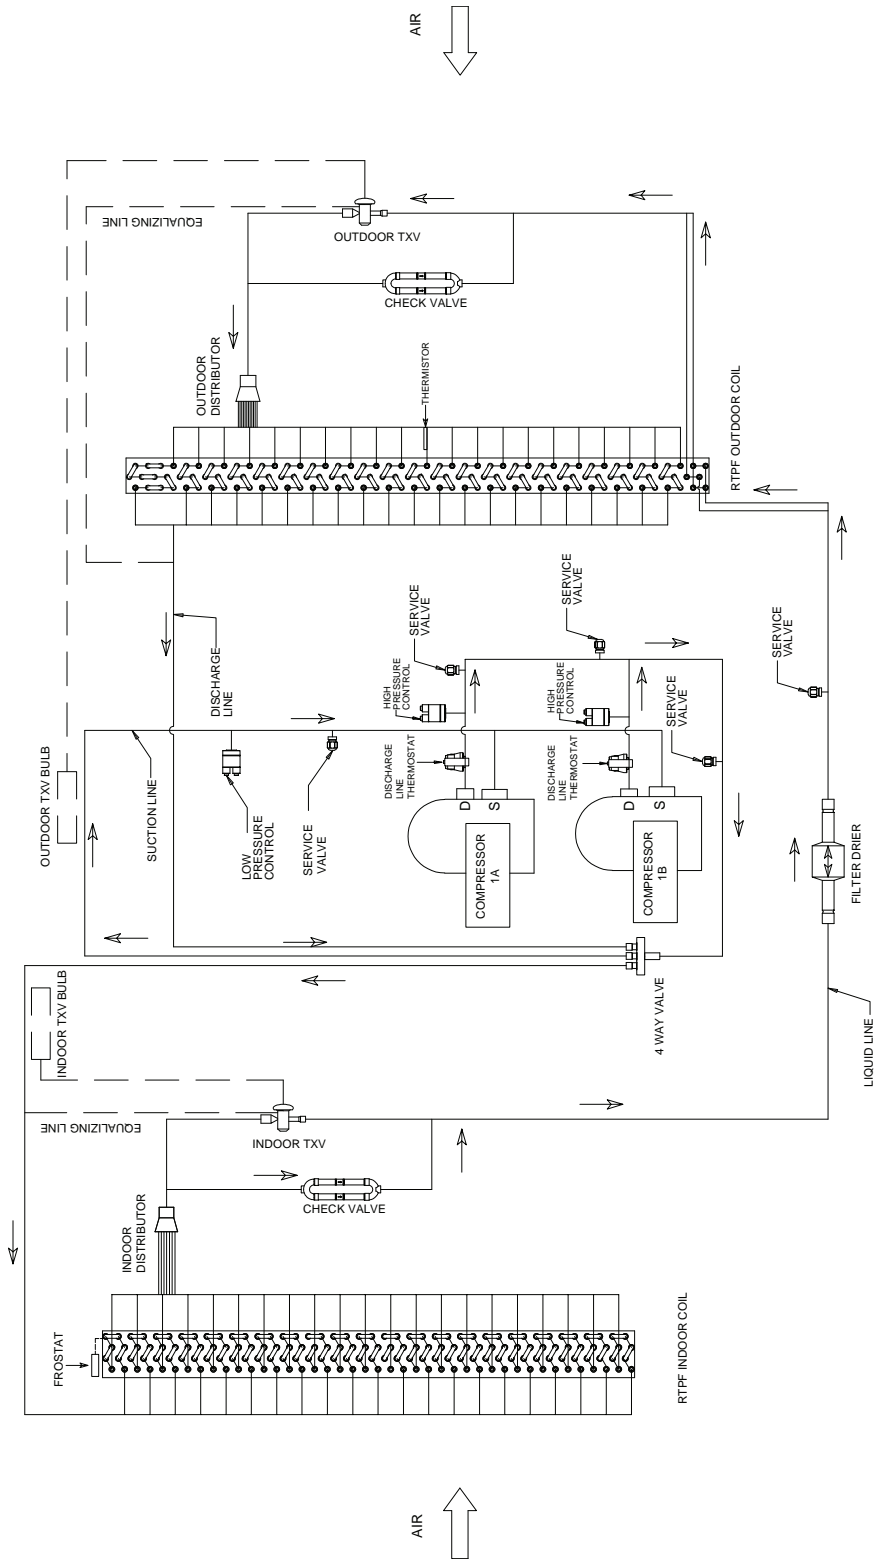 AIR
EQUALIZING LINE
OUTDOOR TXV
CHECK VALVE
OUTDOOR
DISTRIBUTOR
THERMISTOR
RTPF OUTDOOR COIL
DISCHARGE
LINE
SERVICE
VALVE
SERVICE
VALVE
SERVICE
VALVE
HIGH
PRESSURE
CONTROL
HIGH
PRESSURE
CONTROL
SERVICE
VALVE
OUTDOOR TXV BULB
SUCTION LINE
LOW
PRESSURE
CONTROL
SERVICE
VALVE
DISCHARGE
LINE
THERMOSTAT
D
S
COMPRESSOR
1A
DISCHARGE
LINE
THERMOSTAT
D
S
COMPRESSOR
1B
FILTER DRIER
INDOOR TXV BULB
4 WAY VALVE
LIQUID LINE
EQUALIZING LINE
INDOOR TXV
CHECK VALVE
INDOOR
DISTRIBUTOR
FROSTAT
RTPF INDOOR COIL
AIR